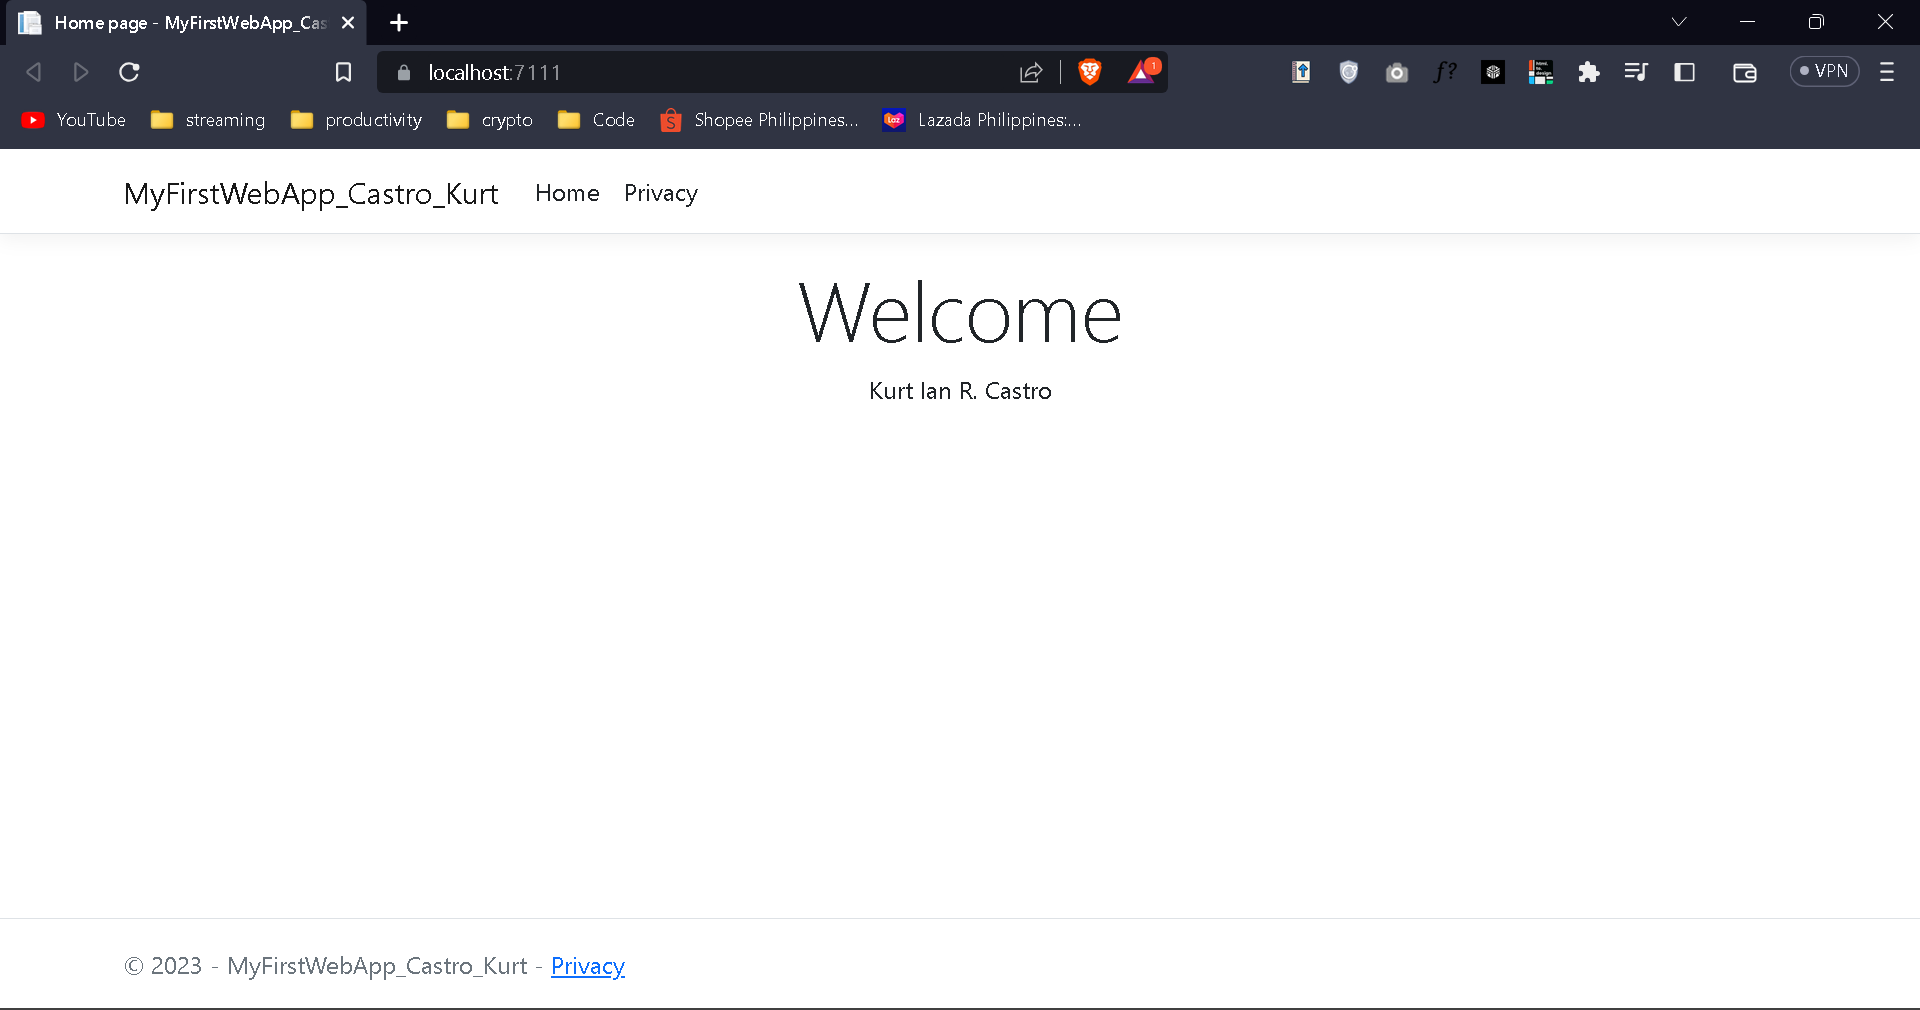 Home page - MyFirstWebApp_Cas
localhost:7111
1
f?
VPN
YouTube
streaming
productivity
crypto
Code
Shopee Philippines...
Lazada Philippines:...
MyFirstWebApp_Castro_Kurt Home Privacy
Welcome
Kurt Ian R. Castro
© 2023 - MyFirstWebApp_Castro_Kurt - Privacy